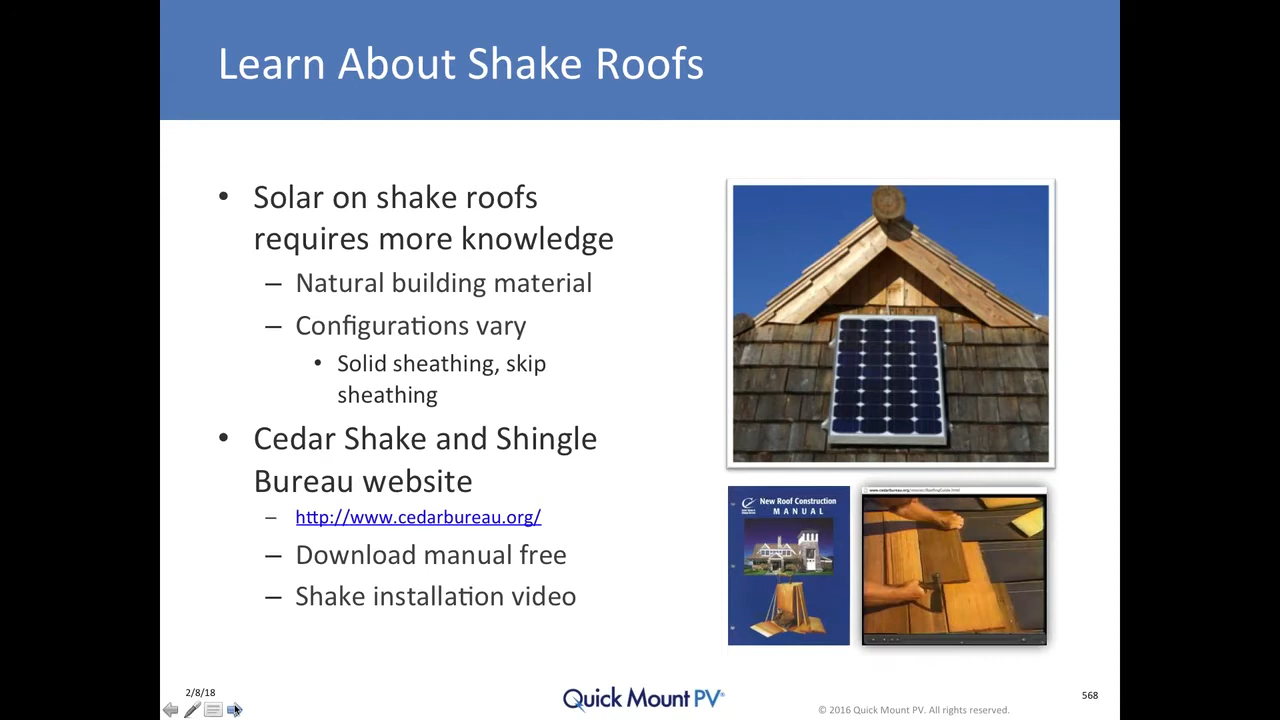 Learn About Shake Roofs
• Solar on shake roofs
requires more knowledge
– Natural building material
– Configurations vary
• Solid sheathing, skip
sheathing
• Cedar Shake and Shingle
Bureau website
– http://www.cedarbureau.org/
– Download manual free
– Shake installation video
New Roof Construction
MANUAL
2/8/18
Quick Mount PV®
© 2016 Quick Mount PV. All rights reserved.
568